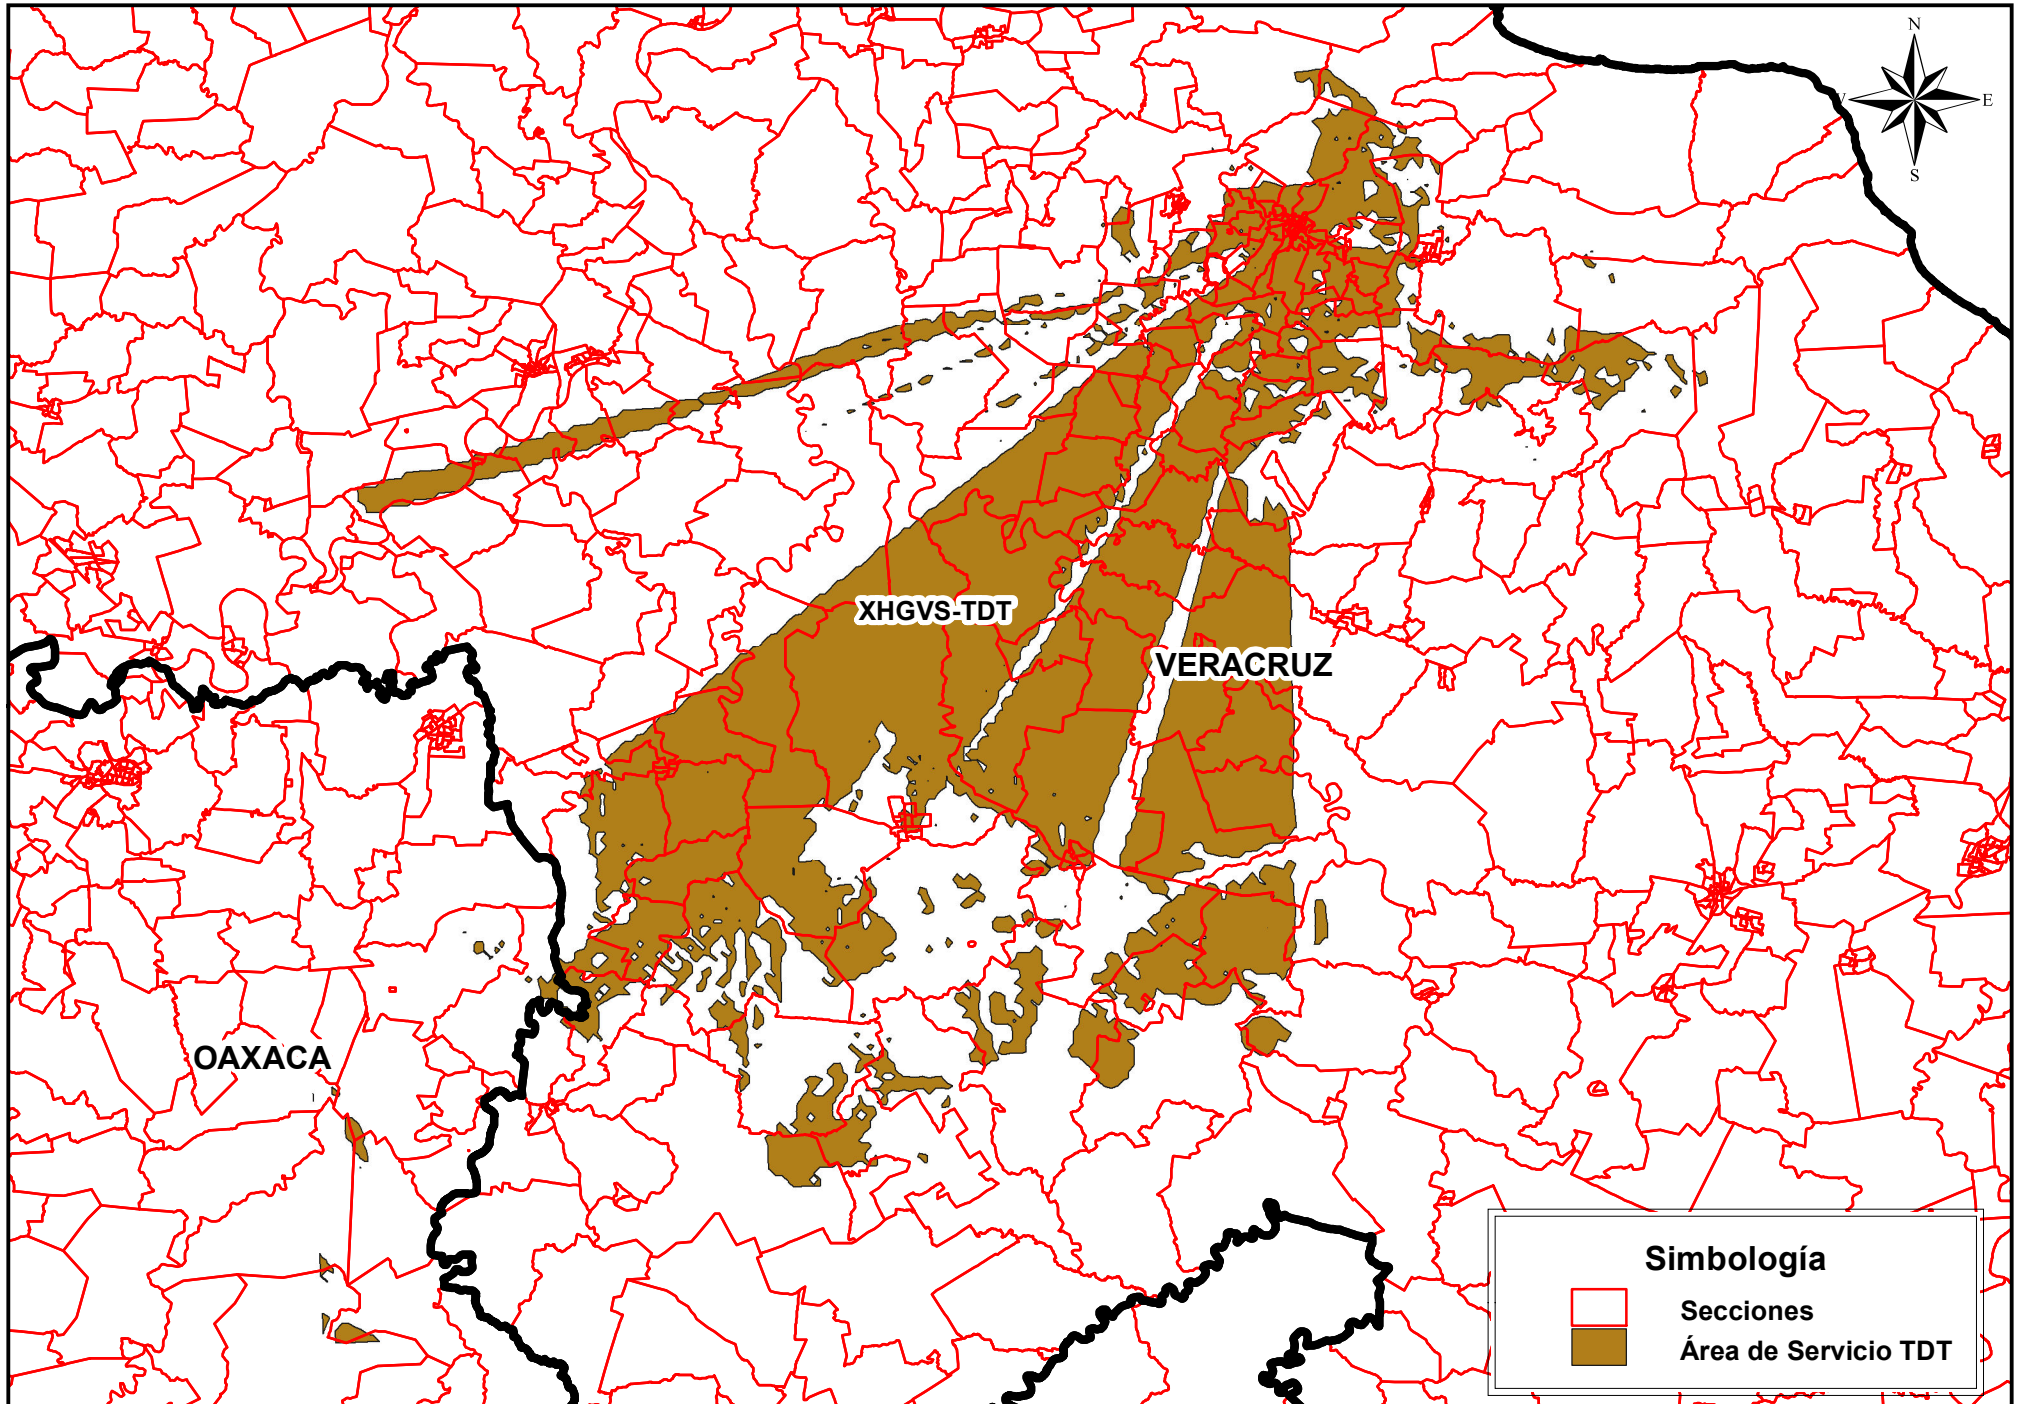 N
V
E
S
XHGVS-TDT
VERACRUZ
OAXACA
Simbología
Secciones
Área de Servicio TDT